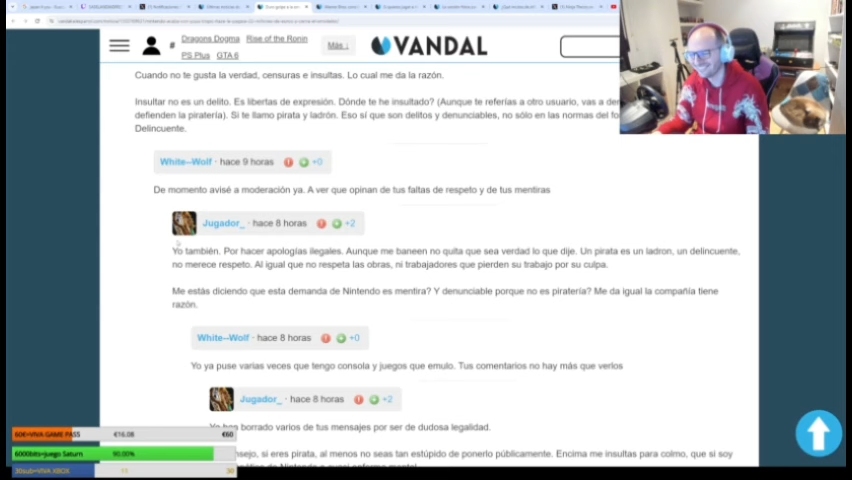 Dragons Dogma
Rise of the Ronin
#
Más ↓
VANDAL
PS Plus
GTA 6
Cuando no te gusta la verdad, censuras e insultas. Lo cual me da la razón.
Insultar no es un delito. Es libertas de expresión. Dónde te he insultado? (Aunque te referías a otro usuario, vas a
defienden la piratería). Si te llamo pirata y ladrón. Eso sí que son delitos y denunciables, no sólo en las normas del
Delincuente.
White--Wolf · hace 9 horas +0
De momento avisé a moderación ya. A ver que opinan de tus faltas de respeto y de tus mentiras
Jugador_ · hace 8 horas +2
Yo también. Por hacer apologías ilegales. Aunque me baneen no quita que sea verdad lo que dije. Un pirata es un ladron, un delincuente,
no merece respeto. Al igual que no respeta las obras, ni trabajadores que pierden su trabajo por su culpa.
Me estás diciendo que esta demanda de Nintendo es mentira? Y denunciable porque no es piratería? Me da igual la compañía tiene
razón.
White--Wolf · hace 8 horas +0
Yo ya puse varias veces que tengo consola y juegos que emulo. Tus comentarios no hay más que verlos
Jugador_ · hace 8 horas +2
borrado varios de tus mensajes por ser de dudosa legalidad.
60€=VIVA GAME PASS €16.08 €60
6000bits=juego Saturn 90.00%
si eres pirata, al menos no seas tan estúpido de ponerlo públicamente. Encima me insultas para colmo, que si soy
30sub=VIVA XBOX 10 30